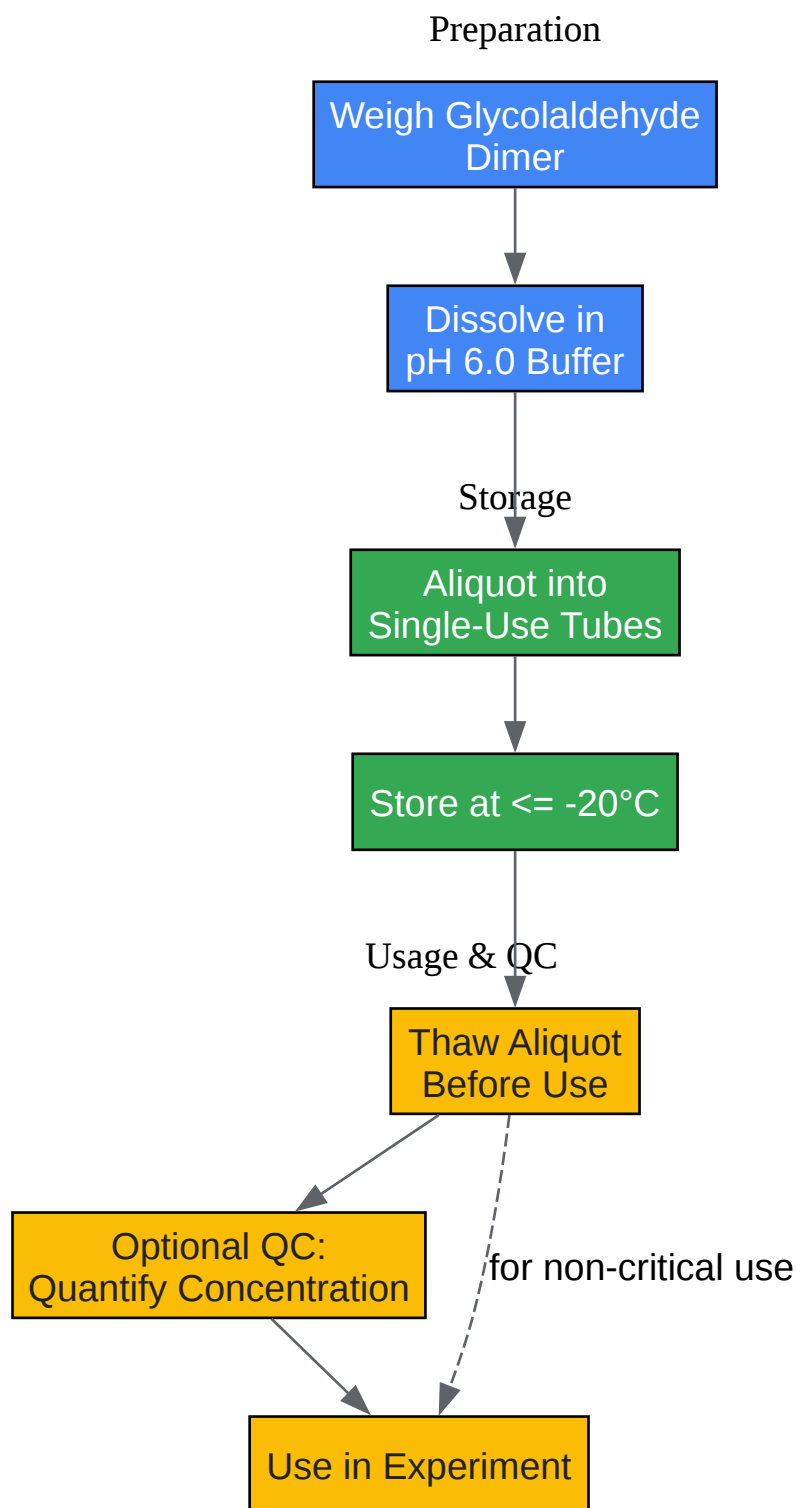 Preparation
Weigh Glycolaldehyde
Dimer
Dissolve in
pH 6.0 Buffer
Storage
Aliquot into
Single-Use Tubes
Store at <= -20°C
Usage & QC
Thaw Aliquot
Before Use
Optional QC:
Quantify Concentration
for non-critical use
Use in Experiment